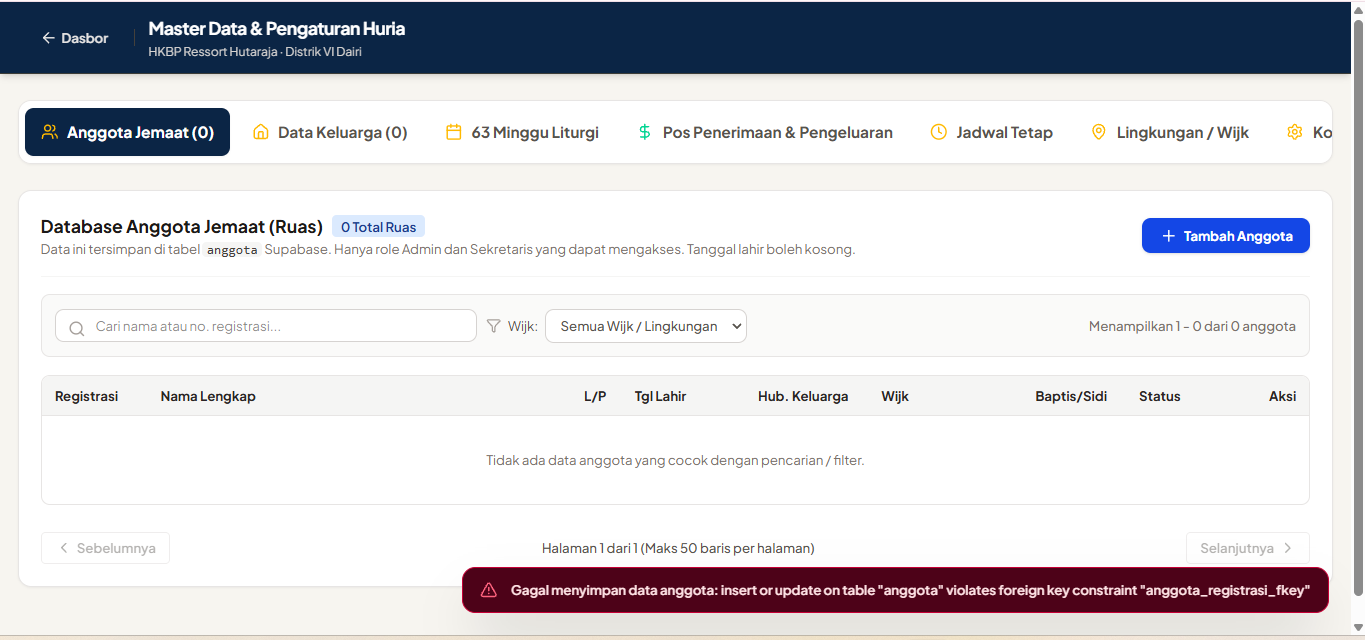 Dasbor
Master Data & Pengaturan Huria
HKBP Ressort Hutaraja · Distrik VI Dairi
Anggota Jemaat (0)
Data Keluarga (0)
63 Minggu Liturgi
Pos Penerimaan & Pengeluaran
Jadwal Tetap
Lingkungan / Wijk
Ko
Database Anggota Jemaat (Ruas)
0 Total Ruas
Data ini tersimpan di tabel anggota Supabase. Hanya role Admin dan Sekretaris yang dapat mengakses. Tanggal lahir boleh kosong.
Tambah Anggota
Cari nama atau no. registrasi...
Wijk:
Semua Wijk / Lingkungan
Menampilkan 1 - 0 dari 0 anggota
Registrasi
Nama Lengkap
L/P
Tgl Lahir
Hub. Keluarga
Wijk
Baptis/Sidi
Status
Aksi
Tidak ada data anggota yang cocok dengan pencarian / filter.
Sebelumnya
Halaman 1 dari 1 (Maks 50 baris per halaman)
Selanjutnya
Gagal menyimpan data anggota: insert or update on table "anggota" violates foreign key constraint "anggota_registrasi_fkey"